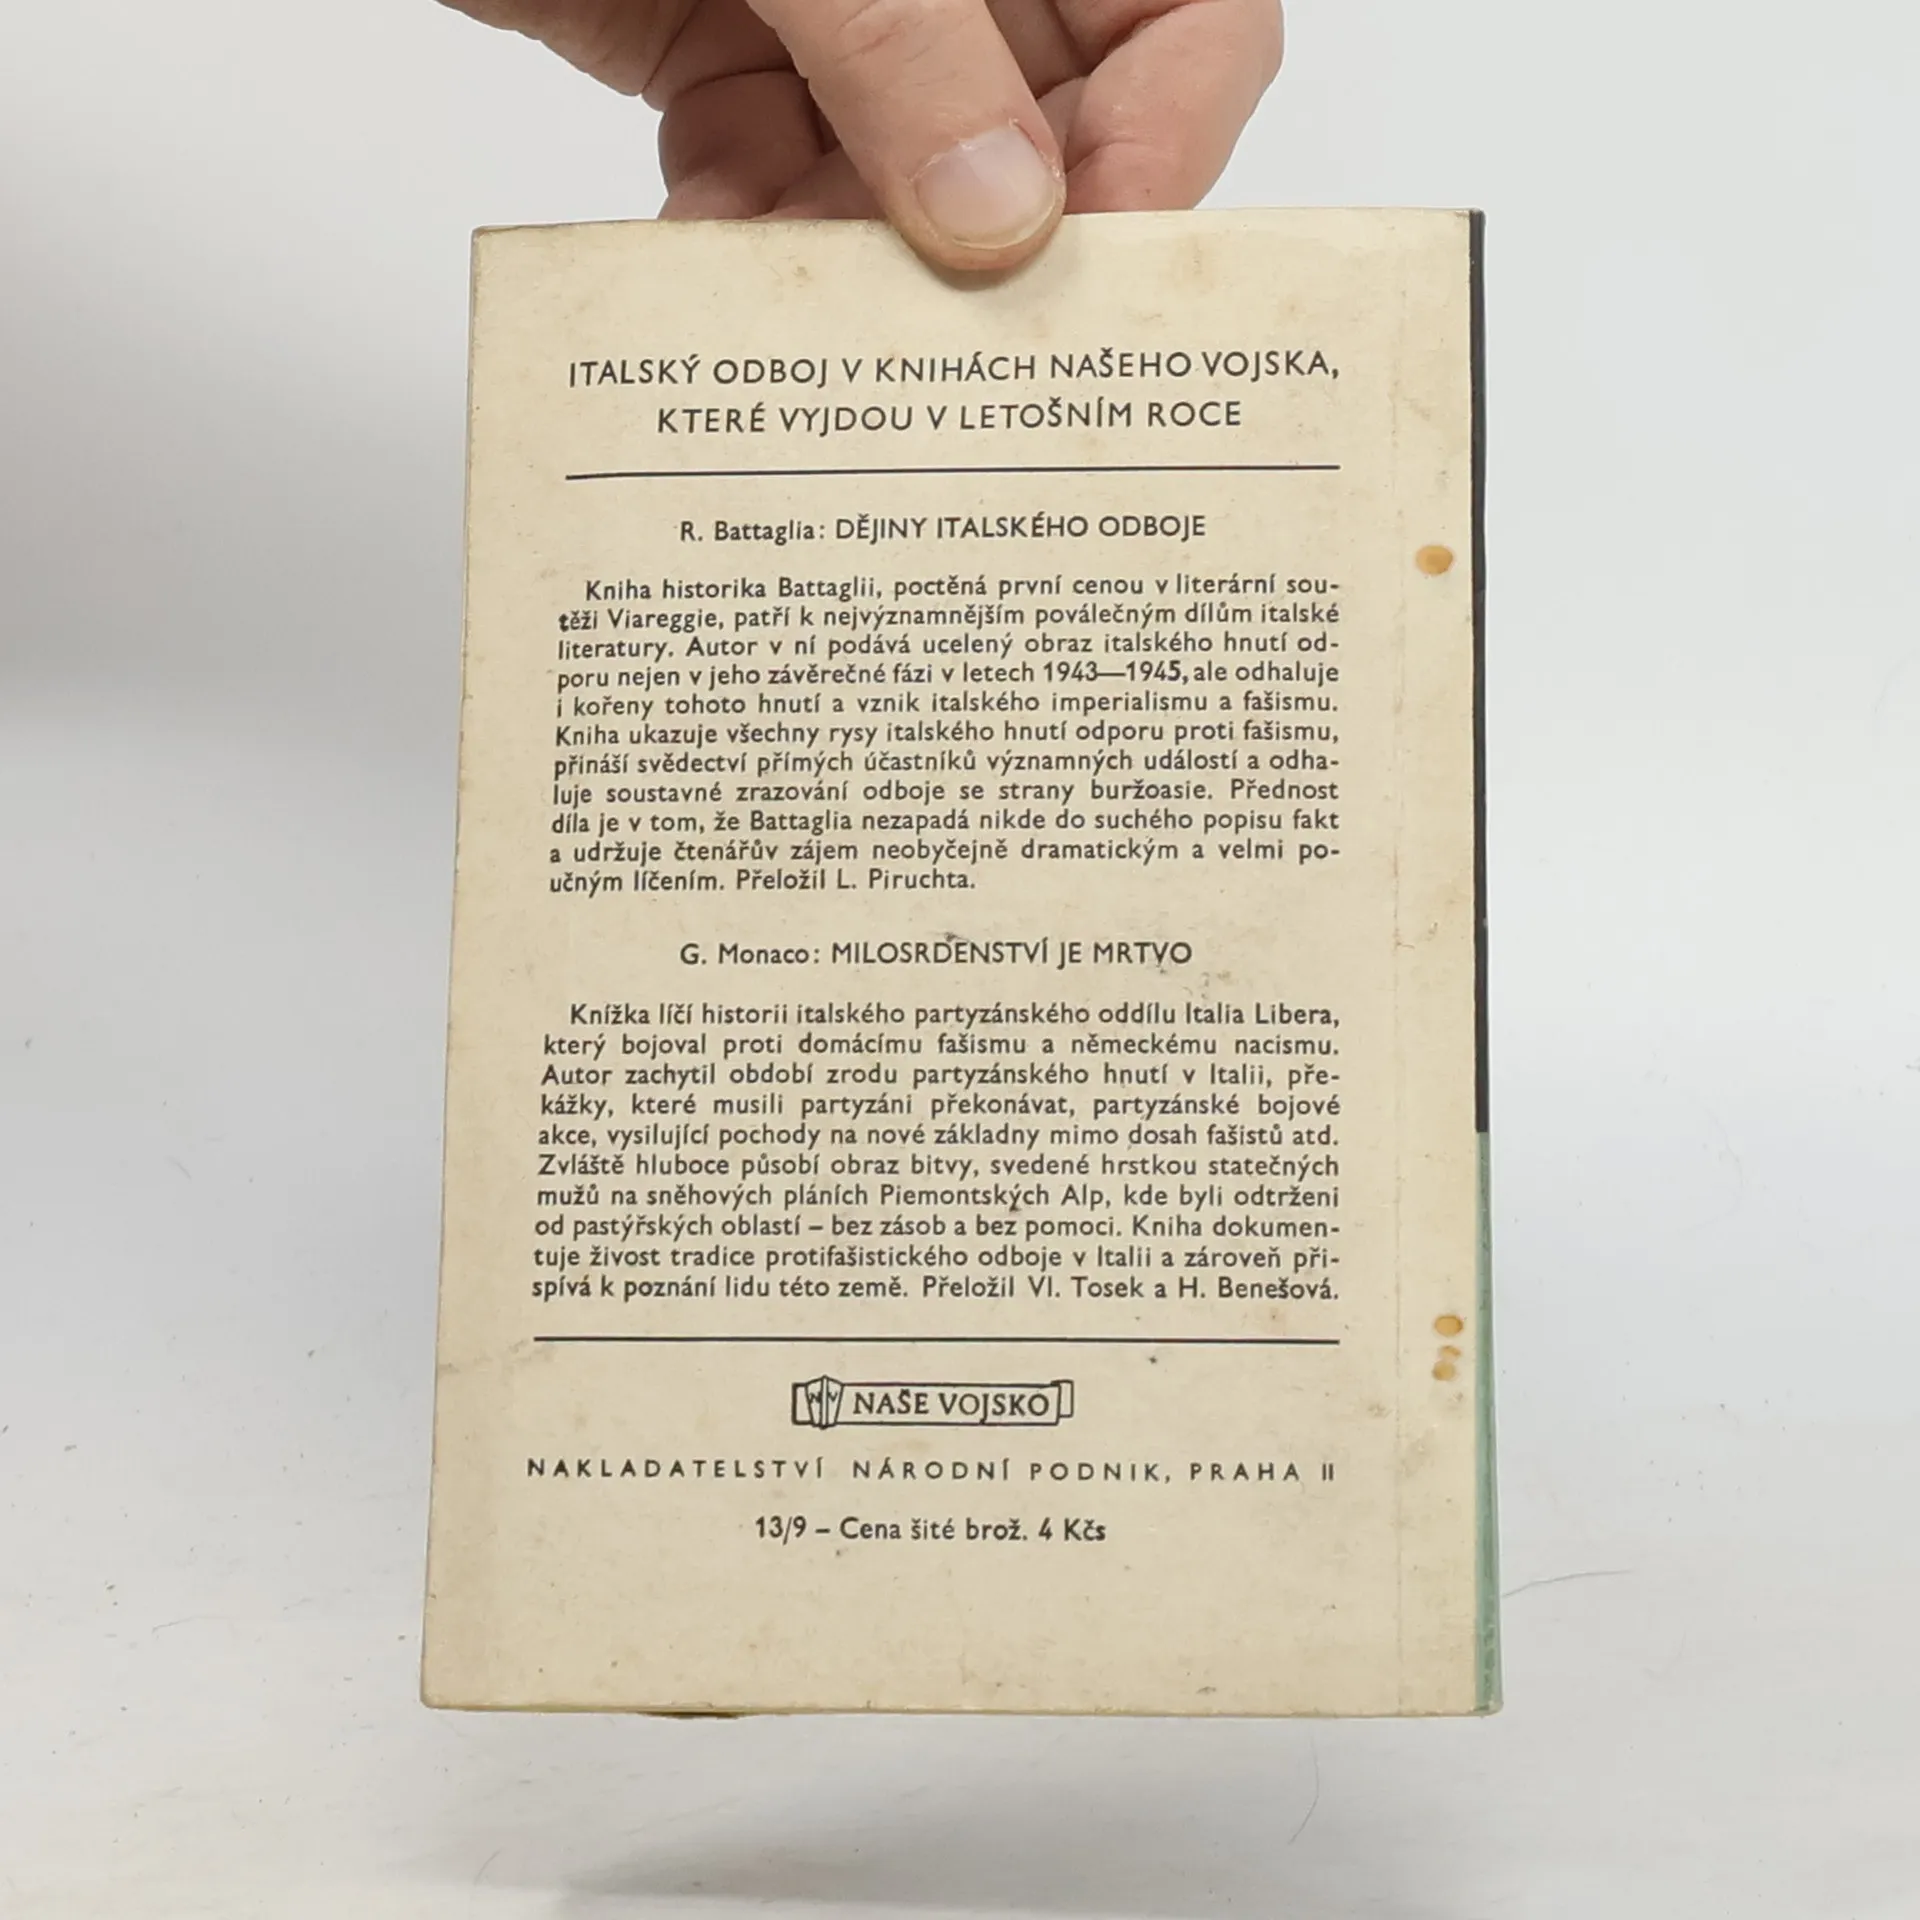 ITALSKÝ ODBOJ V KNIHÁCH NAŠEHO VOJSKA,
KTERÉ VYJDOU V LETOŠNÍM ROCE
R. Battaglia: DĚJINY ITALSKÉHO ODBOJE
Kniha historika Battaglii, poctěná první cenou v literární sou-
těži Viareggie, patří k nejvýznamnějším poválečným dílům italské
literatury. Autor v ní podává ucelený obraz italského hnutí od-
poru nejen v jeho závěrečné fázi v letech 1943—1945, ale odhaluje
i kořeny tohoto hnutí a vznik italského imperialismu a fašismu.
Kniha ukazuje všechny rysy italského hnutí odporu proti fašismu,
přináší svědectví přímých účastníků významných událostí a odha-
luje soustavné zrazování odboje se strany buržoasie. Přednost
díla je v tom, že Battaglia nezapadá nikde do suchého popisu fakt
a udržuje čtenářův zájem neobyčejně dramatickým a velmi po-
učným líčením. Přeložil L. Piruchta.
G. Monaco: MILOSRDENSTVÍ JE MRTVO
Knížka líčí historii italského partyzánského oddílu Italia Libera,
který bojoval proti domácímu fašismu a německému nacismu.
Autor zachytil období zrodu partyzánského hnutí v Italii, pře-
kážky, které musili partyzáni překonávat, partyzánské bojové
akce, vysilující pochody na nové základny mimo dosah fašistů atd.
Zvláště hluboce působí obraz bitvy, svedené hrstkou statečných
mužů na sněhových pláních Piemontských Alp, kde byli odtrženi
od pastýřských oblastí – bez zásob a bez pomoci. Kniha dokumen-
tuje živost tradice protifašistického odboje v Italii a zároveň při-
spívá k poznání lidu této země. Přeložil Vl. Tosek a H. Benešová.
NV NAŠE VOJSKO
NAKLADATELSTVÍ NÁRODNÍ PODNIK, PRAHA II
13/9 – Cena šité brož. 4 Kčs